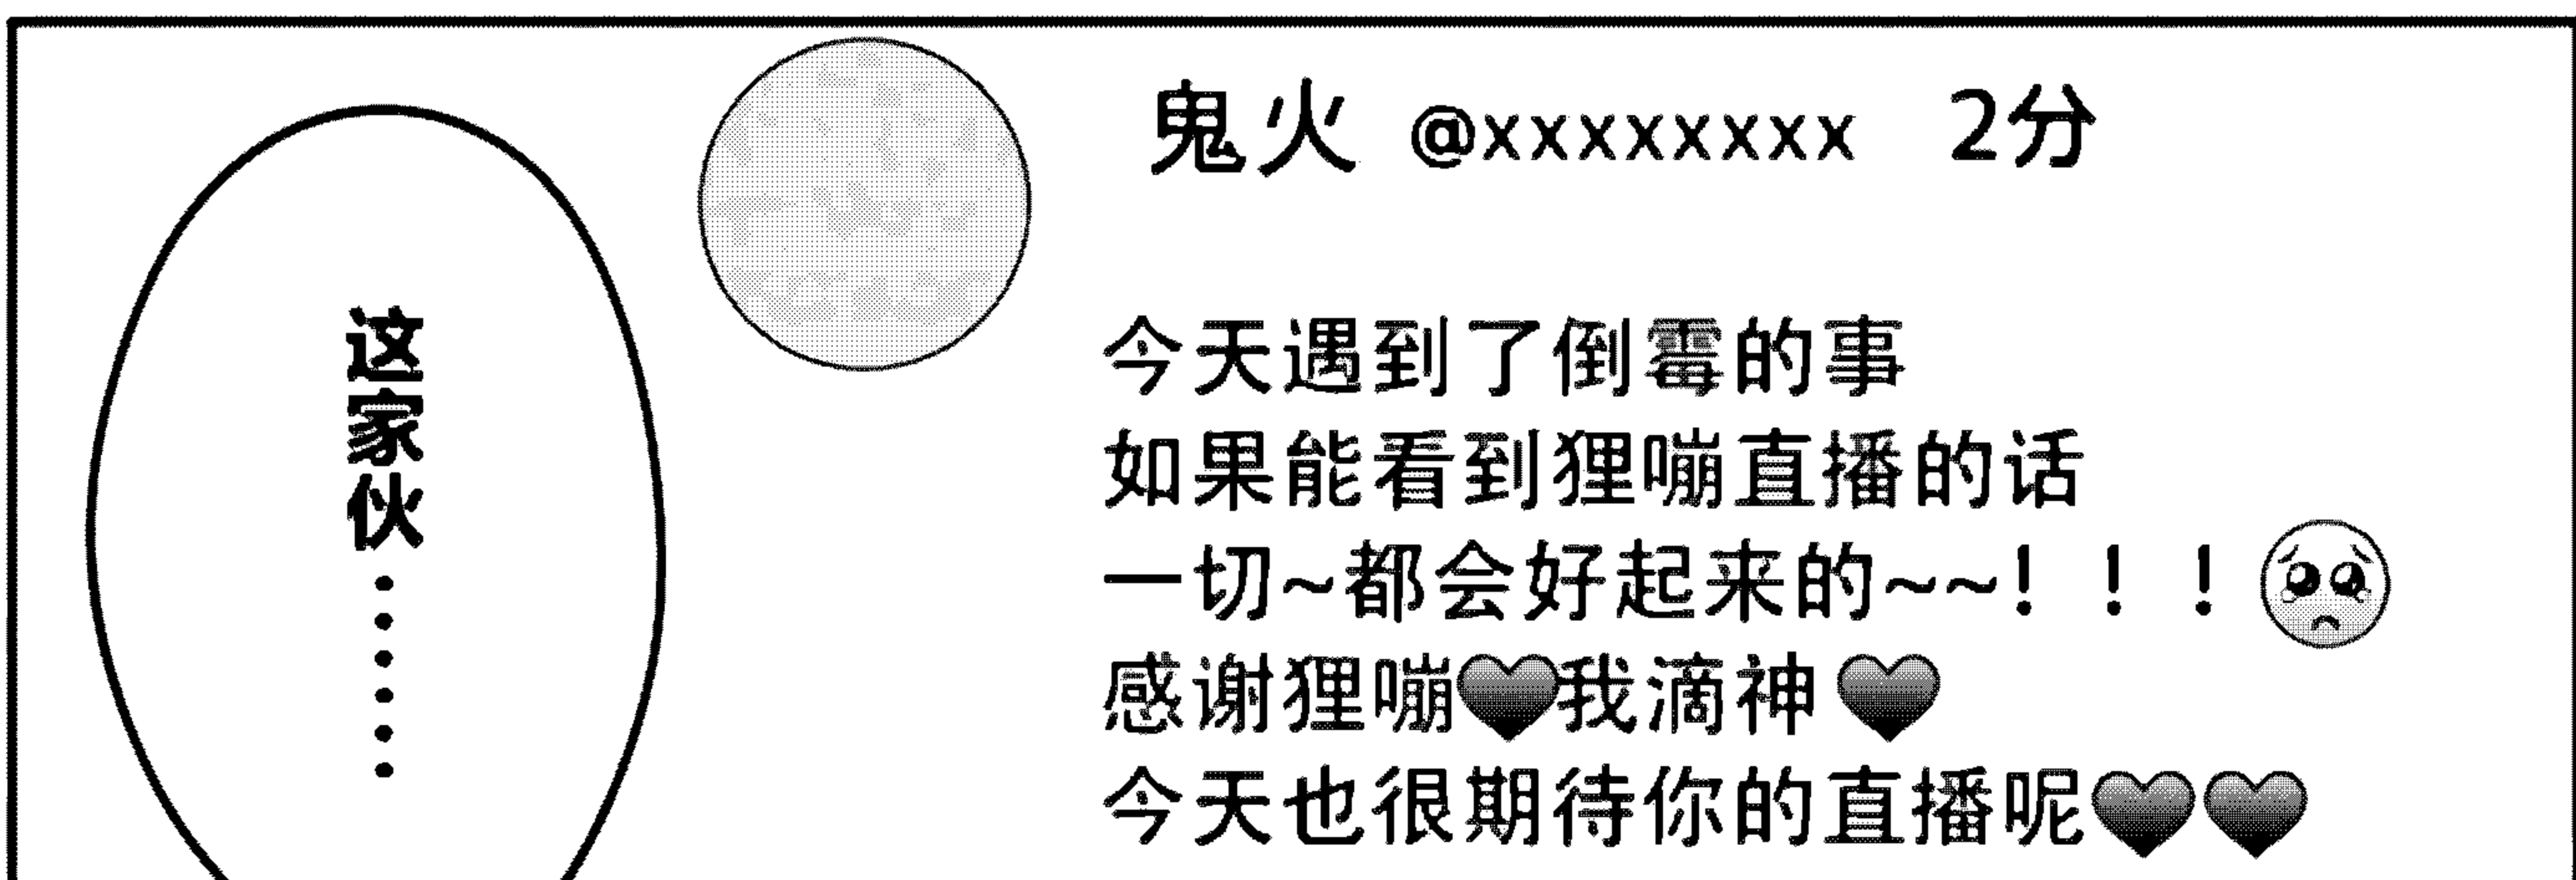 这家伙……
鬼火 @xxxxxxxx 2分
今天遇到了倒霉的事
如果能看到狸嘣直播的话
一切~都会好起来的~~！！！🥺
感谢狸嘣♥我滴神♥
今天也很期待你的直播呢♥♥